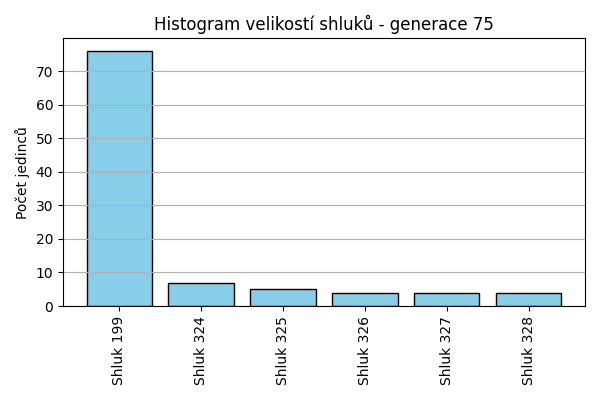 Histogram velikostí shluků - generace 75
Počet jedinců
70
60
50
40
30
20
10
0
Shluk 199
Shluk 324
Shluk 325
Shluk 326
Shluk 327
Shluk 328